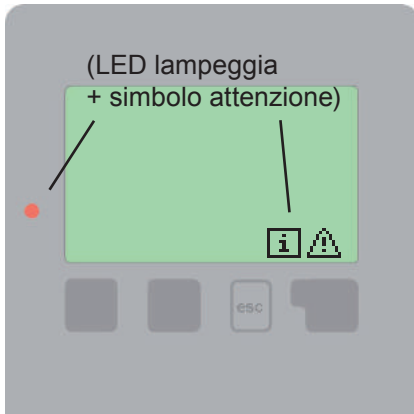 (LED lampeggia
+ simbolo attenzione)
i
esc